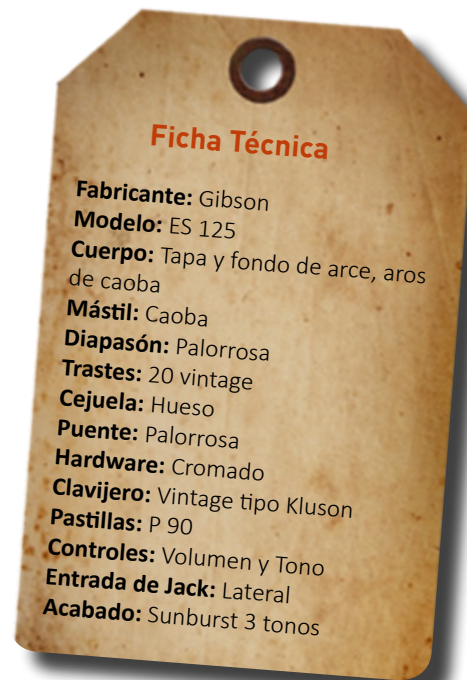 Ficha Técnica
Fabricante: Gibson
Modelo: ES 125
Cuerpo: Tapa y fondo de arce, aros
de caoba
Mástil: Caoba
Diapasón: Palorrosa
Trastes: 20 vintage
Cejuela: Hueso
Puente: Palorrosa
Hardware: Cromado
Clavijero: Vintage tipo Kluson
Pastillas: P 90
Controles: Volumen y Tono
Entrada de Jack: Lateral
Acabado: Sunburst 3 tonos